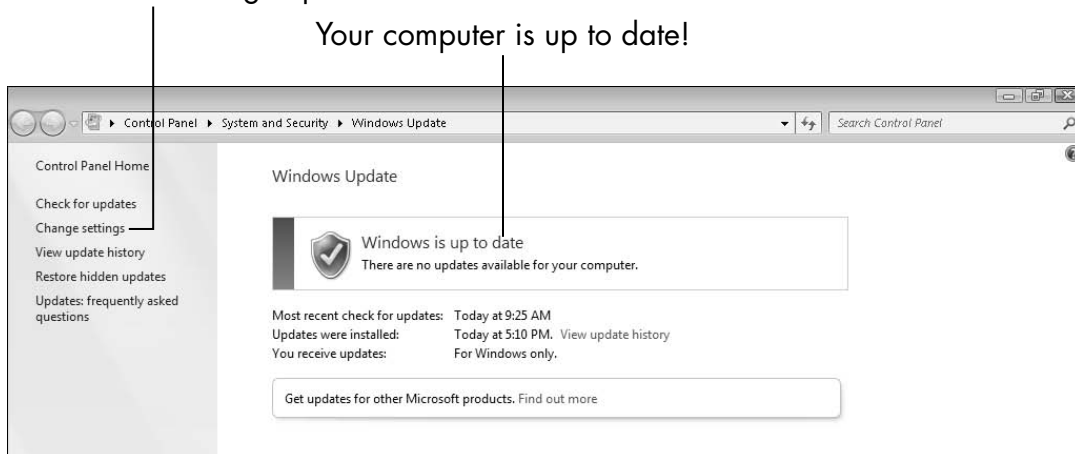 Your computer is up to date!
Control Panel ▸ System and Security ▸ Windows Update
Search Control Panel
Control Panel Home
Windows Update
Check for updates
Change settings
View update history
Restore hidden updates
Updates: frequently asked
questions
Windows is up to date
There are no updates available for your computer.
Most recent check for updates: Today at 9:25 AM
Updates were installed: Today at 5:10 PM. View update history
You receive updates: For Windows only.
Get updates for other Microsoft products. Find out more